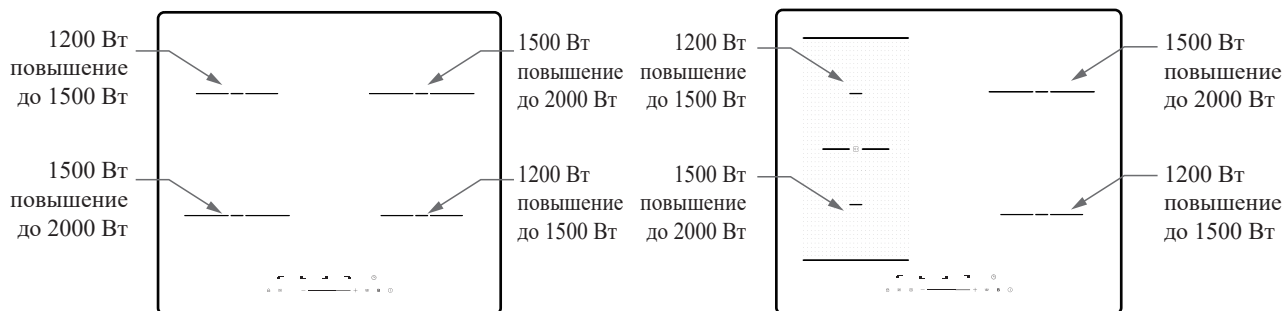 1200 Вт
повышение
до 1500 Вт
1500 Вт
повышение
до 2000 Вт
1500 Вт
повышение
до 2000 Вт
1200 Вт
повышение
до 1500 Вт
1200 Вт
повышение
до 1500 Вт
1500 Вт
повышение
до 2000 Вт
1500 Вт
повышение
до 2000 Вт
1200 Вт
повышение
до 1500 Вт